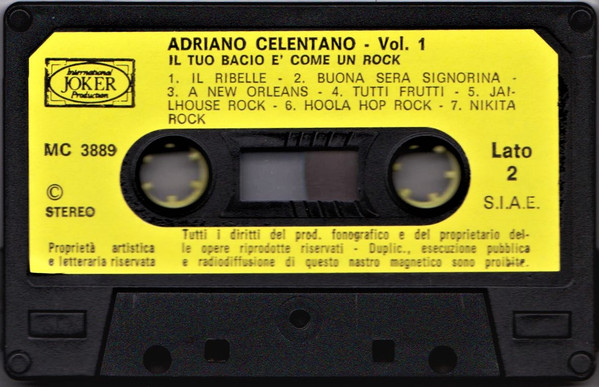 ADRIANO CELENTANO - Vol. 1
IL TUO BACIO E' COME UN ROCK
International
JOKER
Production
1. IL RIBELLE - 2. BUONA SERA SIGNORINA -
3. A NEW ORLEANS - 4. TUTTI FRUTTI - 5. JAI-
LHOUSE ROCK - 6. HOOLA HOP ROCK - 7. NIKITA
ROCK
MC 3889
Lato
2
©
STEREO
S.I.A.E.
Proprietà artistica
e letteraria riservata
Tutti i diritti del prod. fonografico e del proprietario del-
le opere riprodotte riservati - Duplic., esecuzione pubblica
e radiodiffusione di questo nastro magnetico sono proibite.